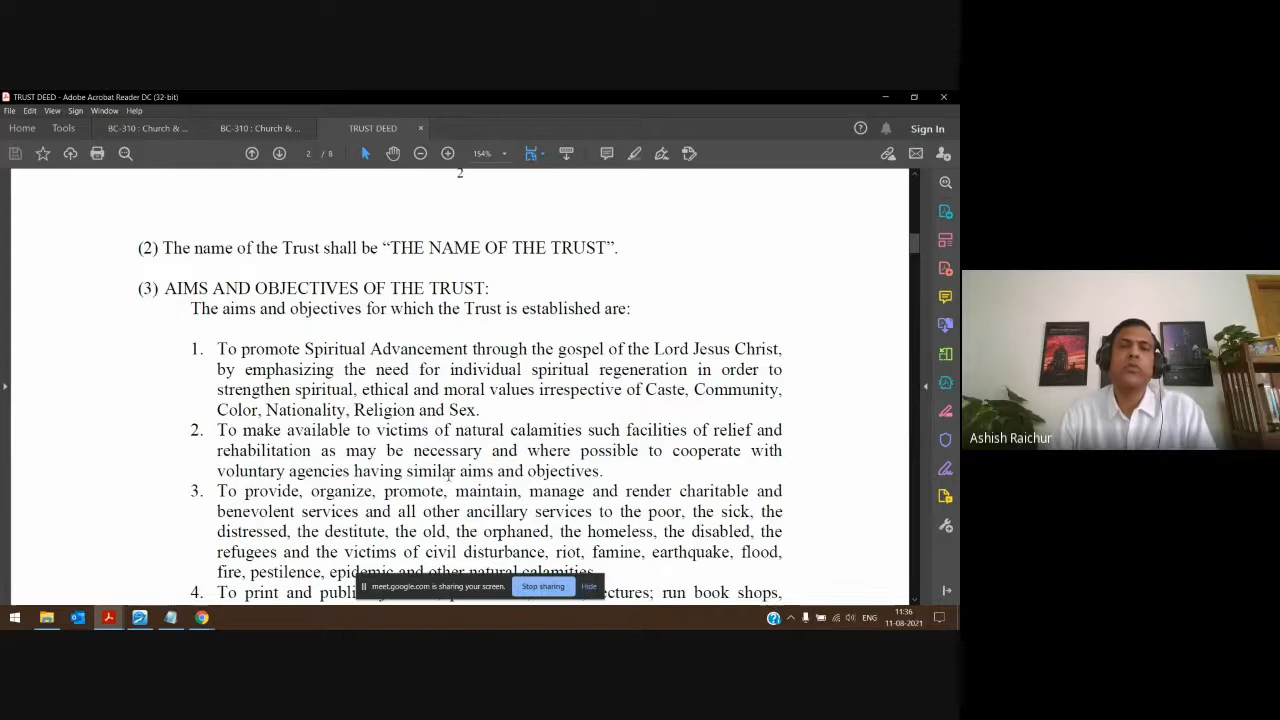 TRUST DEED - Adobe Acrobat Reader DC (32-bit)
File Edit View Sign Window Help
Home Tools BC-310 : Church & ... BC-310 : Church & ... TRUST DEED × Sign In
2 / 8 154%
2
(2) The name of the Trust shall be “THE NAME OF THE TRUST”.
(3) AIMS AND OBJECTIVES OF THE TRUST:
The aims and objectives for which the Trust is established are:
1. To promote Spiritual Advancement through the gospel of the Lord Jesus Christ,
by emphasizing the need for individual spiritual regeneration in order to
strengthen spiritual, ethical and moral values irrespective of Caste, Community,
Color, Nationality, Religion and Sex.
2. To make available to victims of natural calamities such facilities of relief and
rehabilitation as may be necessary and where possible to cooperate with
voluntary agencies having similar aims and objectives.
3. To provide, organize, promote, maintain, manage and render charitable and
benevolent services and all other ancillary services to the poor, the sick, the
distressed, the destitute, the old, the orphaned, the homeless, the disabled, the
refugees and the victims of civil disturbance, riot, famine, earthquake, flood,
fire, pestilence, epidemic and other natural calamities.
4. To print and run book shops,
meet.google.com is sharing your screen. Stop sharing Hide
ENG 11:36
11-08-2021
Ashish Raichur